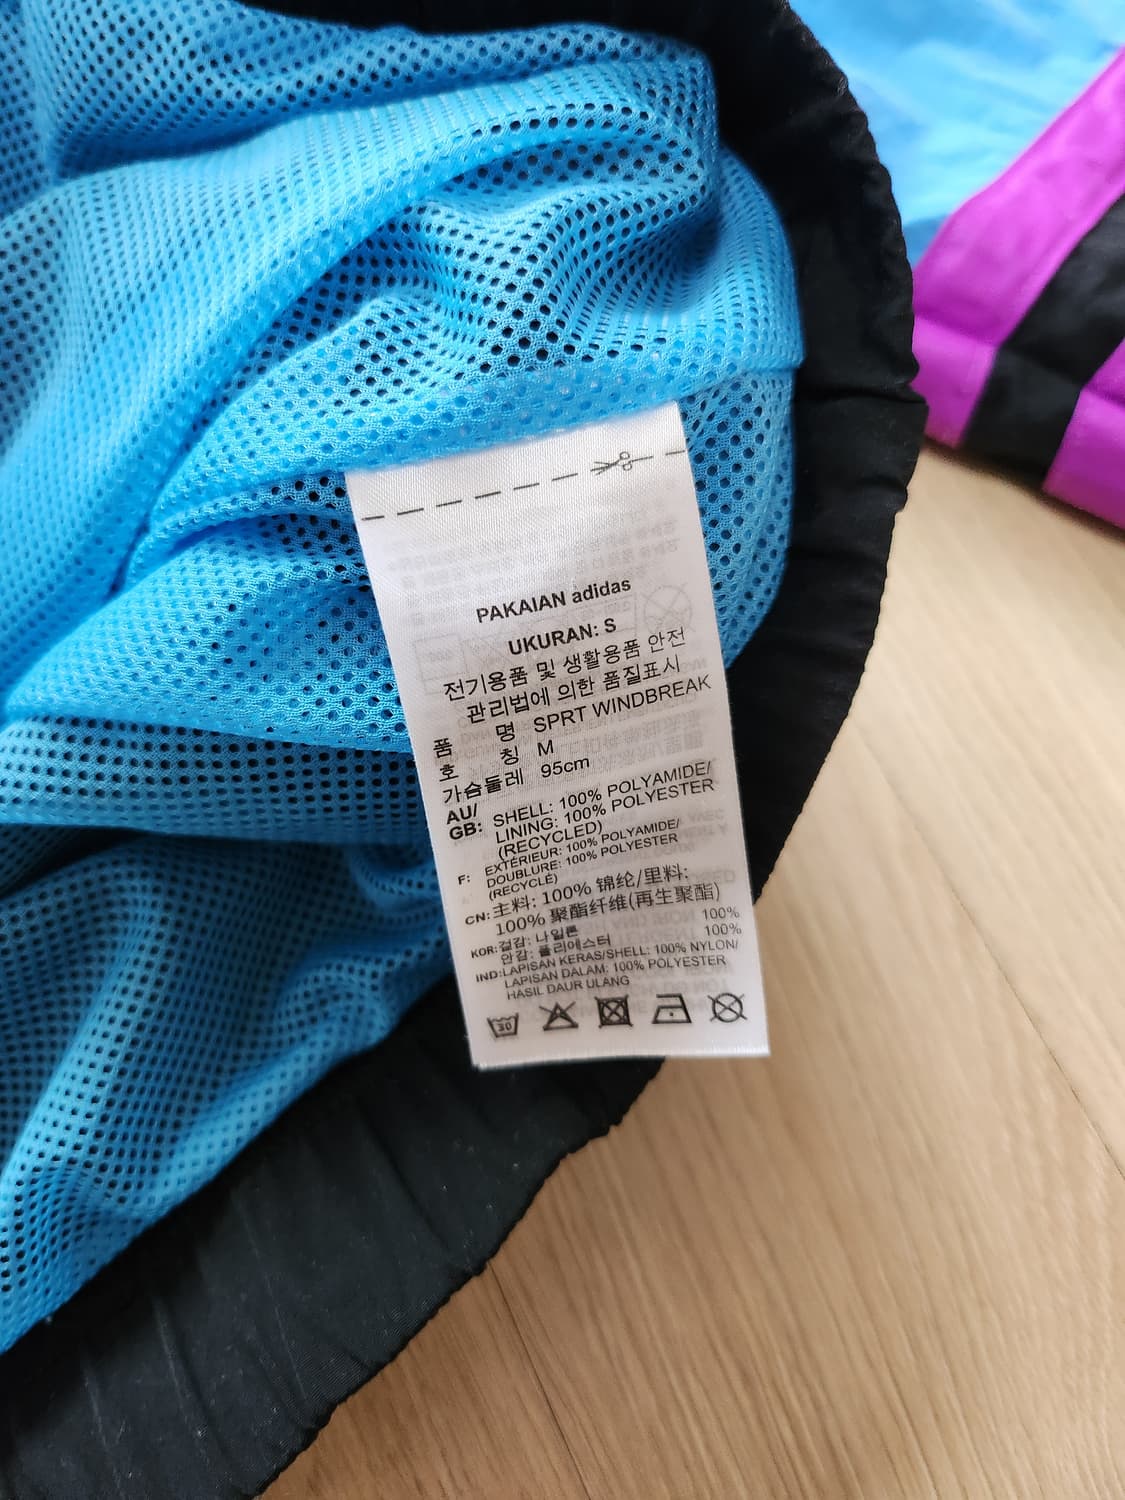 PAKAIAN adidas
UKURAN: S
전기용품 및 생활용품 안전
관리법에 의한 품질표시
품 명 SPRT WINDBREAK
호 칭 M
가슴둘레 95cm
AU/
GB: SHELL: 100% POLYAMIDE/
LINING: 100% POLYESTER
(RECYCLED)
F: EXTÉRIEUR: 100% POLYAMIDE/
DOUBLURE: 100% POLYESTER
(RECYCLÉ)
CN: 主料: 100% 锦纶/里料:
100% 聚酯纤维(再生聚酯)
KOR: 겉감: 나일론 100%
안감: 폴리에스터 100%
IND: LAPISAN KERAS/SHELL: 100% NYLON/
LAPISAN DALAM: 100% POLYESTER
HASIL DAUR ULANG
30